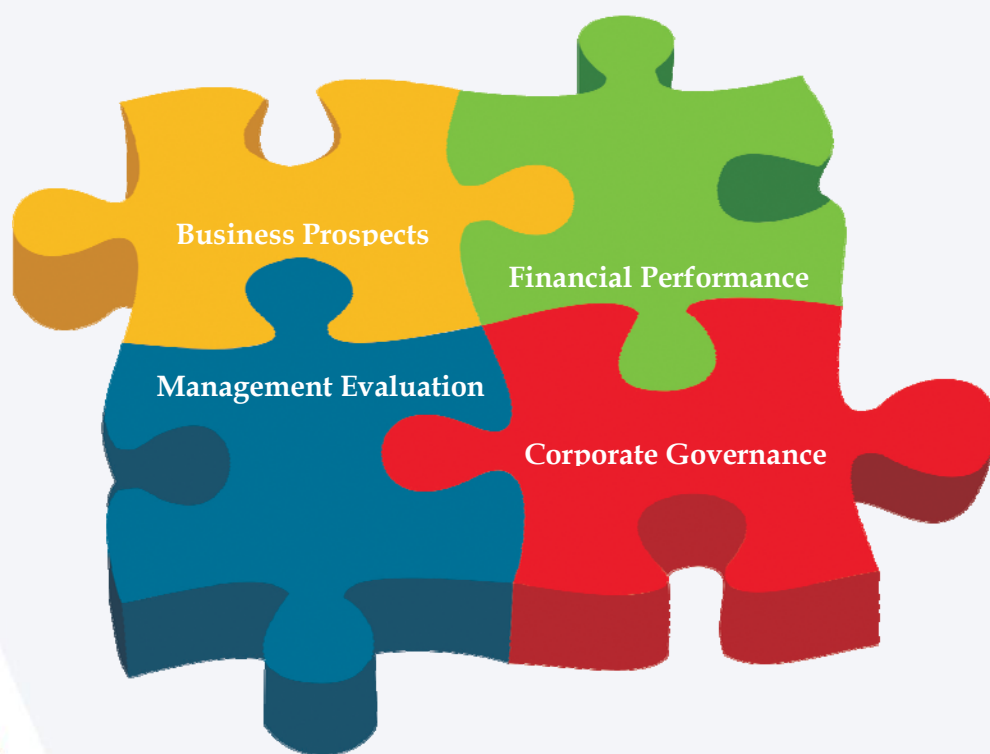 Business Prospects
Financial Performance
Management Evaluation
Corporate Governance